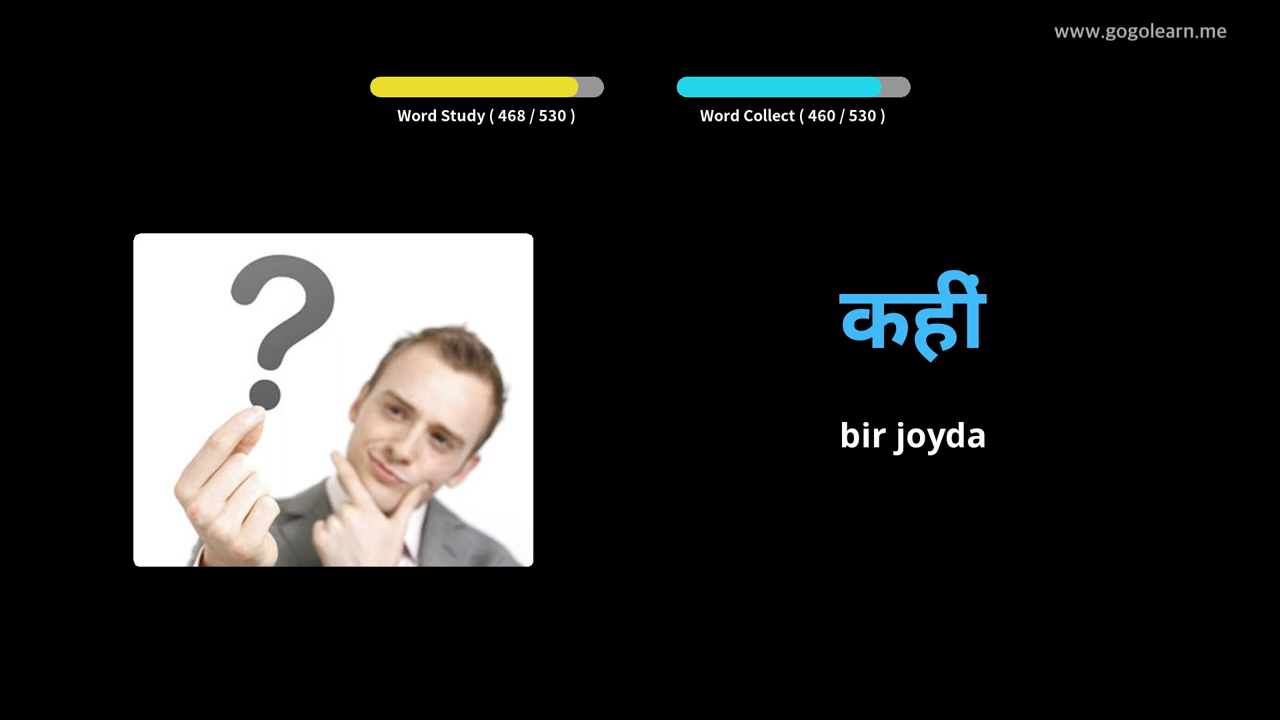 www.gogolearn.me
Word Study ( 468 / 530 )
Word Collect ( 460 / 530 )
कहीं
bir joyda